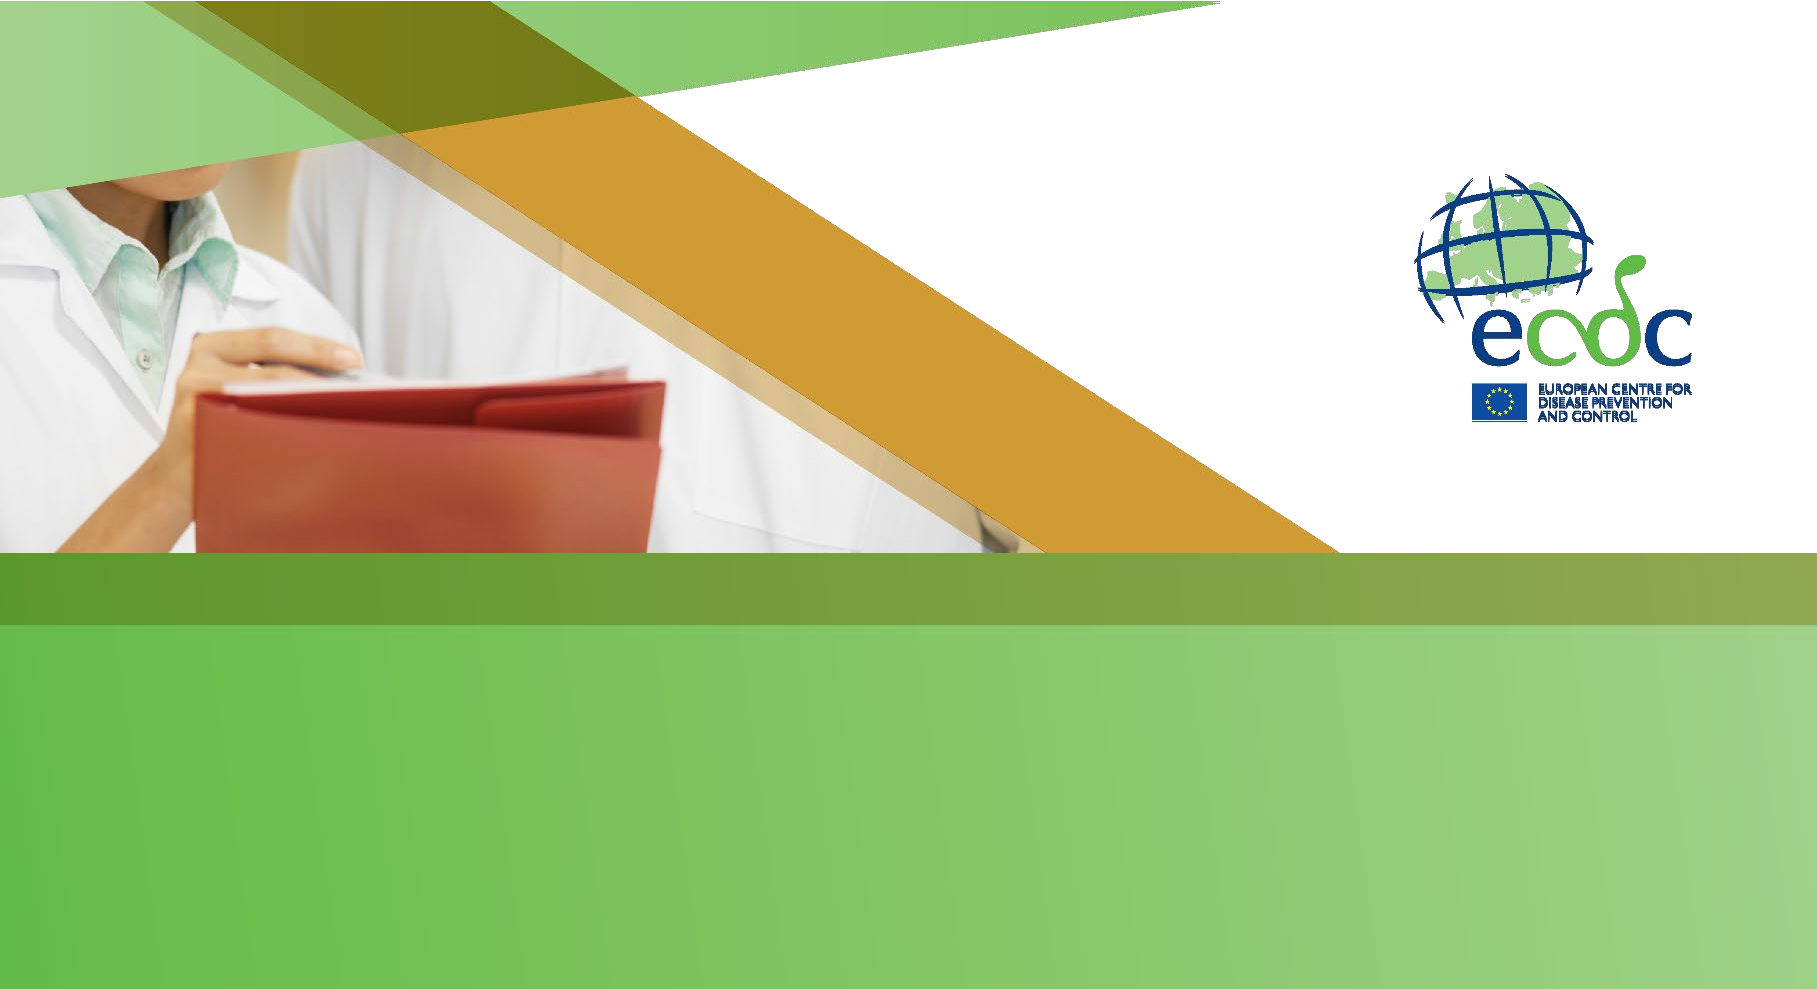 ecdc
EUROPEAN CENTRE FOR
DISEASE PREVENTION
AND CONTROL